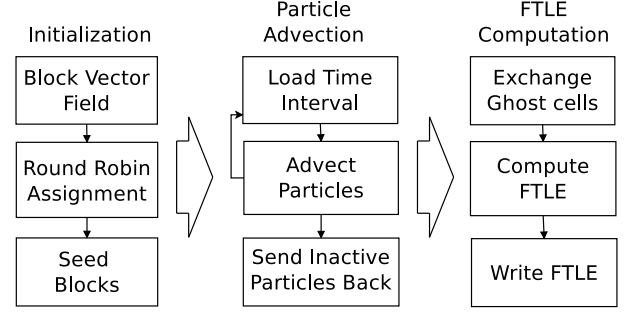 Initialization
Block Vector
Field
Round Robin
Assignment
Seed
Blocks
Particle
Advection
Load Time
Interval
Advect
Particles
Send Inactive
Particles Back
FTLE
Computation
Exchange
Ghost cells
Compute
FTLE
Write FTLE